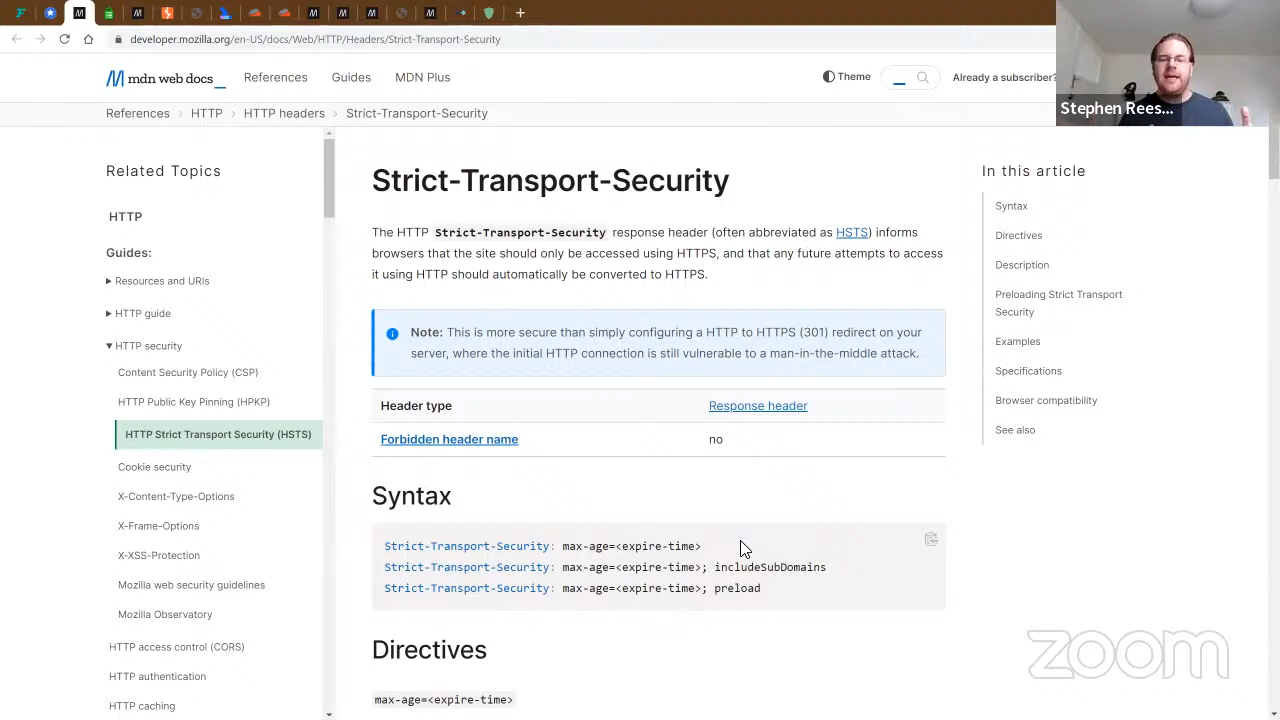 developer.mozilla.org/en-US/docs/Web/HTTP/Headers/Strict-Transport-Security
mdn web docs_
References
Guides
MDN Plus
Theme
Already a subscriber?
Stephen Rees...
References > HTTP > HTTP headers > Strict-Transport-Security
Related Topics
HTTP
Guides:
Resources and URIs
HTTP guide
HTTP security
Content Security Policy (CSP)
HTTP Public Key Pinning (HPKP)
HTTP Strict Transport Security (HSTS)
Cookie security
X-Content-Type-Options
X-Frame-Options
X-XSS-Protection
Mozilla web security guidelines
Mozilla Observatory
HTTP access control (CORS)
HTTP authentication
HTTP caching
Strict-Transport-Security
The HTTP Strict-Transport-Security response header (often abbreviated as HSTS) informs
browsers that the site should only be accessed using HTTPS, and that any future attempts to access
it using HTTP should automatically be converted to HTTPS.
Note: This is more secure than simply configuring a HTTP to HTTPS (301) redirect on your
server, where the initial HTTP connection is still vulnerable to a man-in-the-middle attack.
Header type Response header
Forbidden header name no
Syntax
Strict-Transport-Security: max-age=<expire-time>
Strict-Transport-Security: max-age=<expire-time>; includeSubDomains
Strict-Transport-Security: max-age=<expire-time>; preload
Directives
max-age=<expire-time>
In this article
Syntax
Directives
Description
Preloading Strict Transport
Security
Examples
Specifications
Browser compatibility
See also
zoom